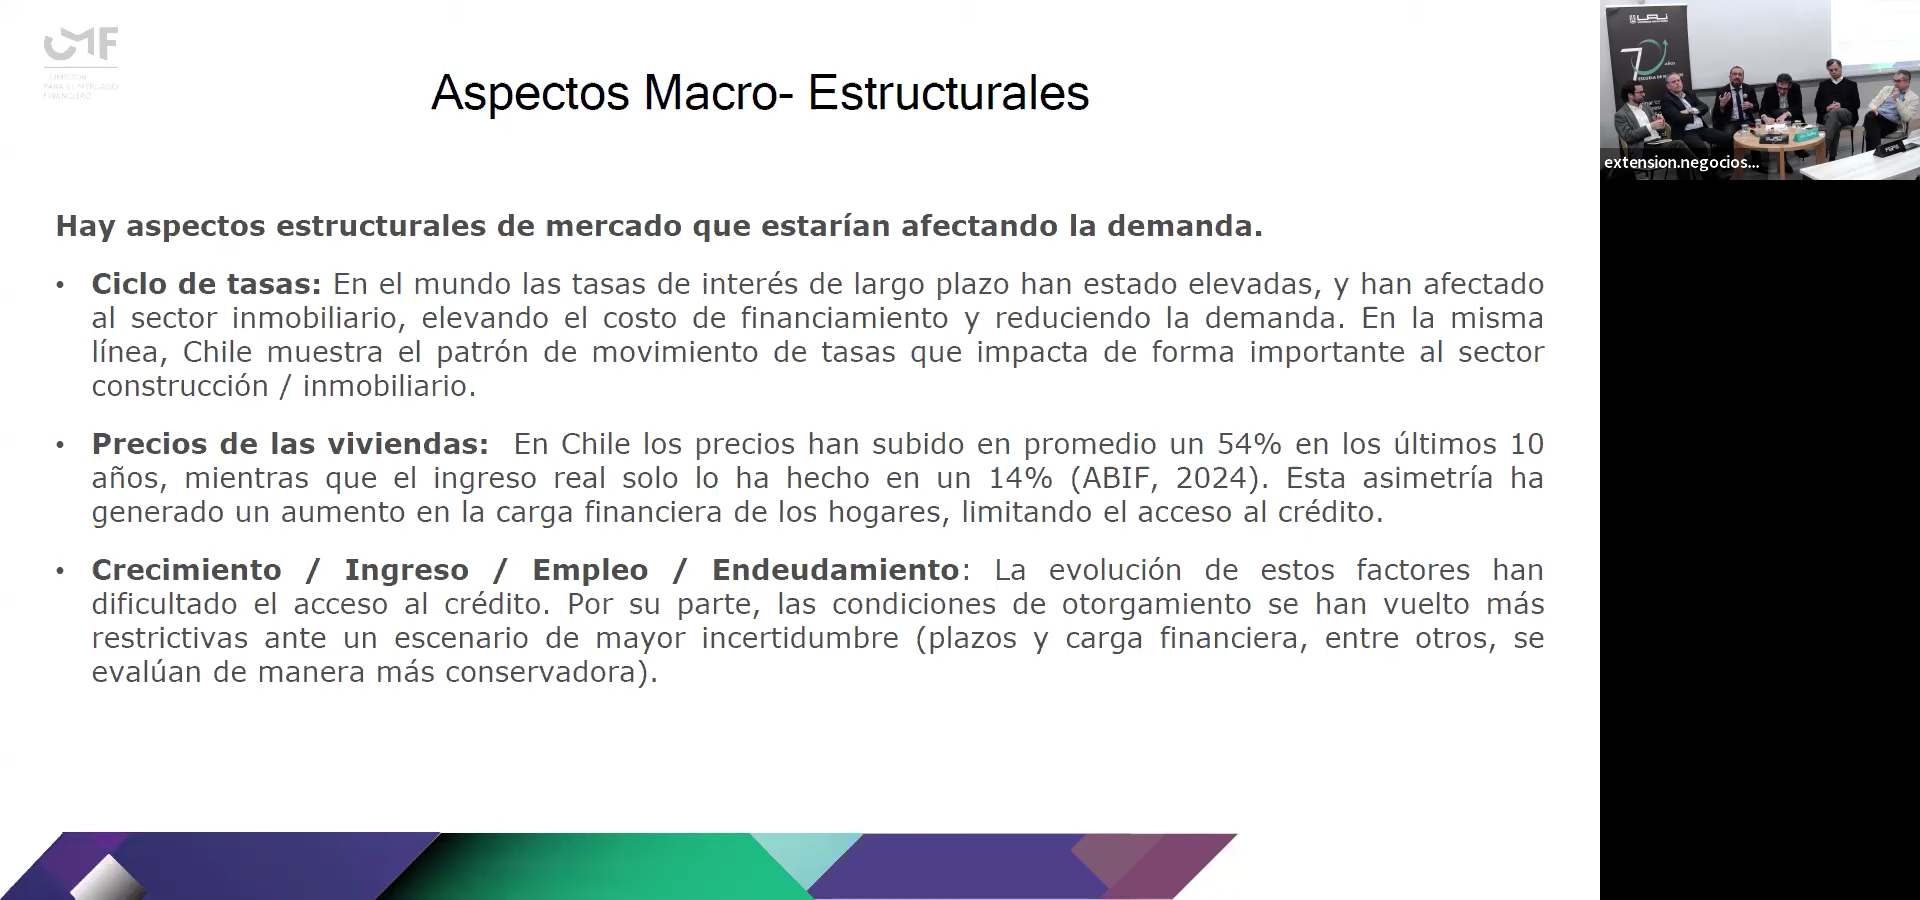 CMF
COMISIÓN
PARA EL MERCADO
FINANCIERO
Aspectos Macro- Estructurales
Hay aspectos estructurales de mercado que estarían afectando la demanda.
• Ciclo de tasas: En el mundo las tasas de interés de largo plazo han estado elevadas, y han afectado
al sector inmobiliario, elevando el costo de financiamiento y reduciendo la demanda. En la misma
línea, Chile muestra el patrón de movimiento de tasas que impacta de forma importante al sector
construcción / inmobiliario.
• Precios de las viviendas: En Chile los precios han subido en promedio un 54% en los últimos 10
años, mientras que el ingreso real solo lo ha hecho en un 14% (ABIF, 2024). Esta asimetría ha
generado un aumento en la carga financiera de los hogares, limitando el acceso al crédito.
• Crecimiento / Ingreso / Empleo / Endeudamiento: La evolución de estos factores han
dificultado el acceso al crédito. Por su parte, las condiciones de otorgamiento se han vuelto más
restrictivas ante un escenario de mayor incertidumbre (plazos y carga financiera, entre otros, se
evalúan de manera más conservadora).
70
AÑOS
extension.negocios...